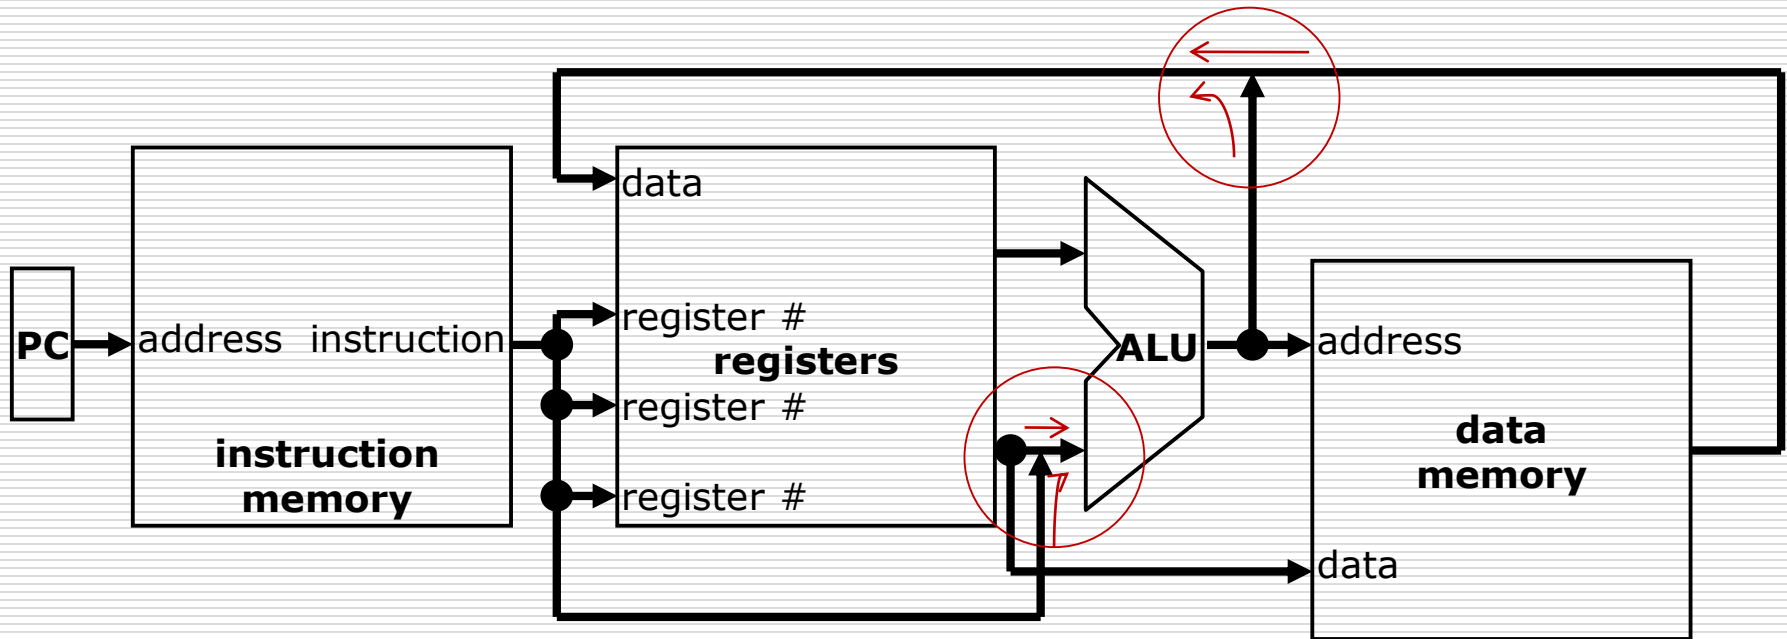 PC
address instruction
instruction
memory
data
register #
registers
register #
register #
ALU
address
data
memory
data